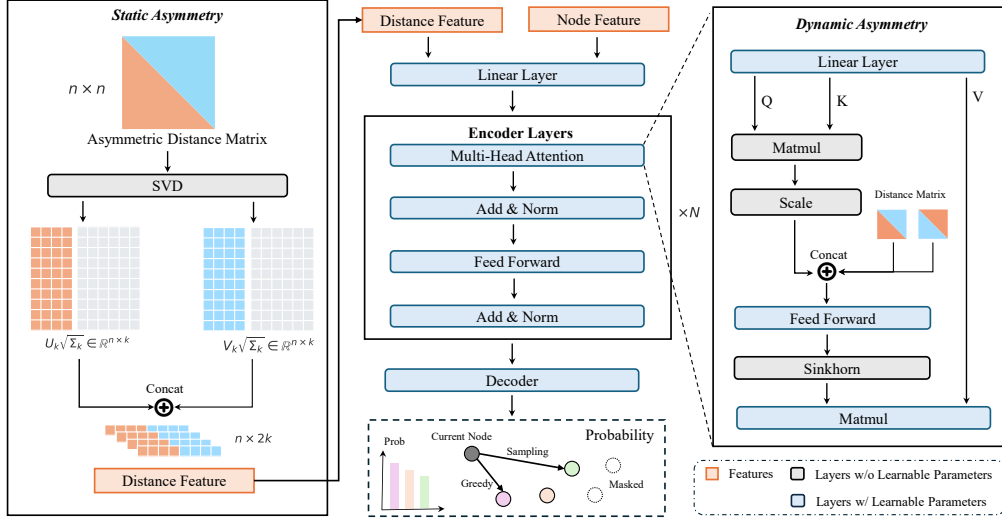 Static Asymmetry
n × n
Asymmetric Distance Matrix
SVD
U_k√Σ_k ∈ ℝ^{n × k}
V_k√Σ_k ∈ ℝ^{n × k}
Concat
n × 2k
Distance Feature
Distance Feature
Node Feature
Linear Layer
Encoder Layers
Multi-Head Attention
Add & Norm
Feed Forward
Add & Norm
×N
Decoder
Prob
Current Node
Probability
Sampling
Greedy
Masked
Dynamic Asymmetry
Linear Layer
Q
K
V
Matmul
Scale
Distance Matrix
Concat
Feed Forward
Sinkhorn
Matmul
Features
Layers w/o Learnable Parameters
Layers w/ Learnable Parameters